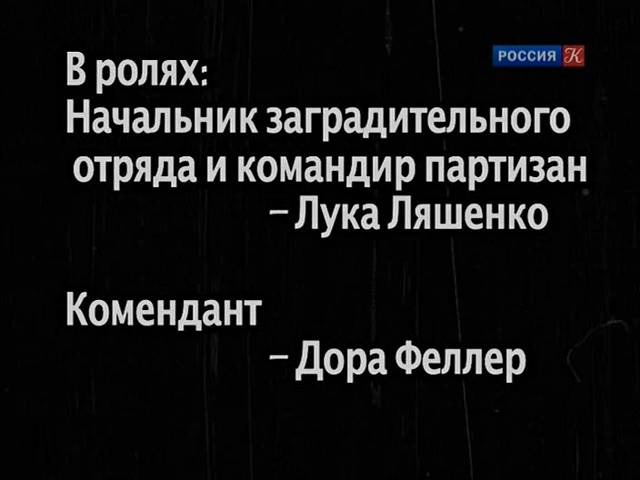 В ролях:
РОССИЯ К
Начальник заградительного
отряда и командир партизан
– Лука Ляшенко
Комендант
– Дора Феллер